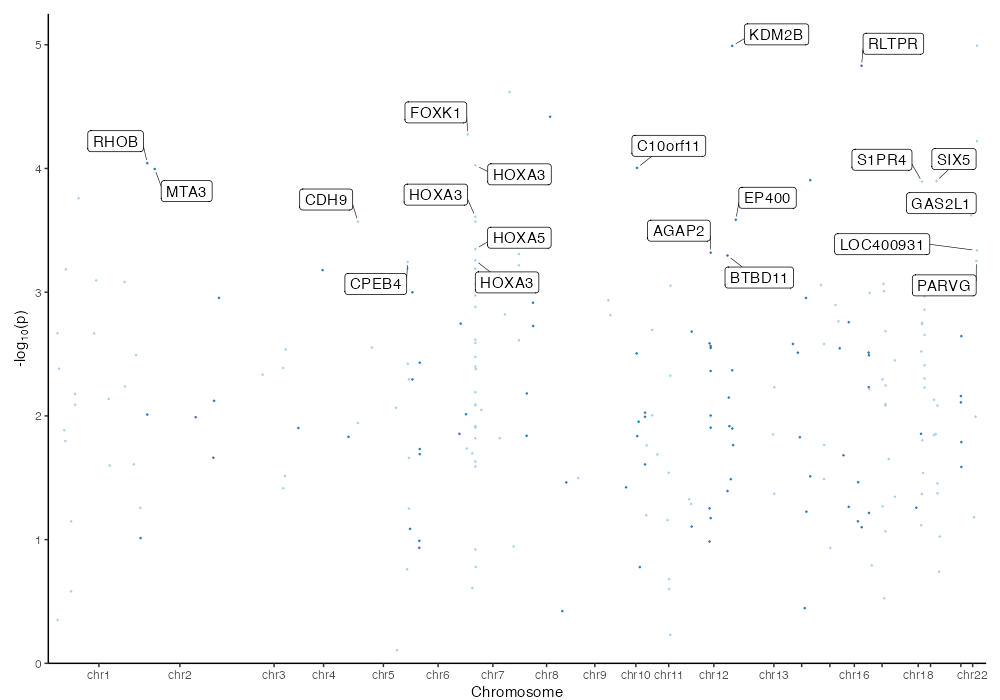 5
KDM2B
RLTPR
FOXK1
RHOB
C10orf11
4
S1PR4
SIX5
HOXA3
MTA3
CDH9
HOXA3
EP400
GAS2L1
AGAP2
HOXA5
LOC400931
CPEB4
HOXA3
BTBD11
PARVG
3
-log10(p)
2
1
0
chr1 chr2 chr3 chr4 chr5 chr6 chr7 chr8 chr9 chr10 chr11 chr12 chr13 chr16 chr18 chr22
Chromosome